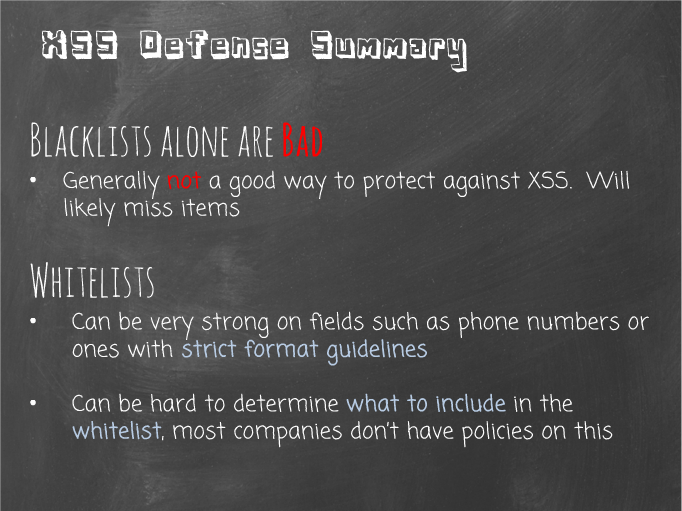 XSS Defense Summary
Blacklists alone are Bad
• Generally not a good way to protect against XSS. Will
likely miss items
Whitelists
• Can be very strong on fields such as phone numbers or
ones with strict format guidelines
• Can be hard to determine what to include in the
whitelist, most companies don't have policies on this